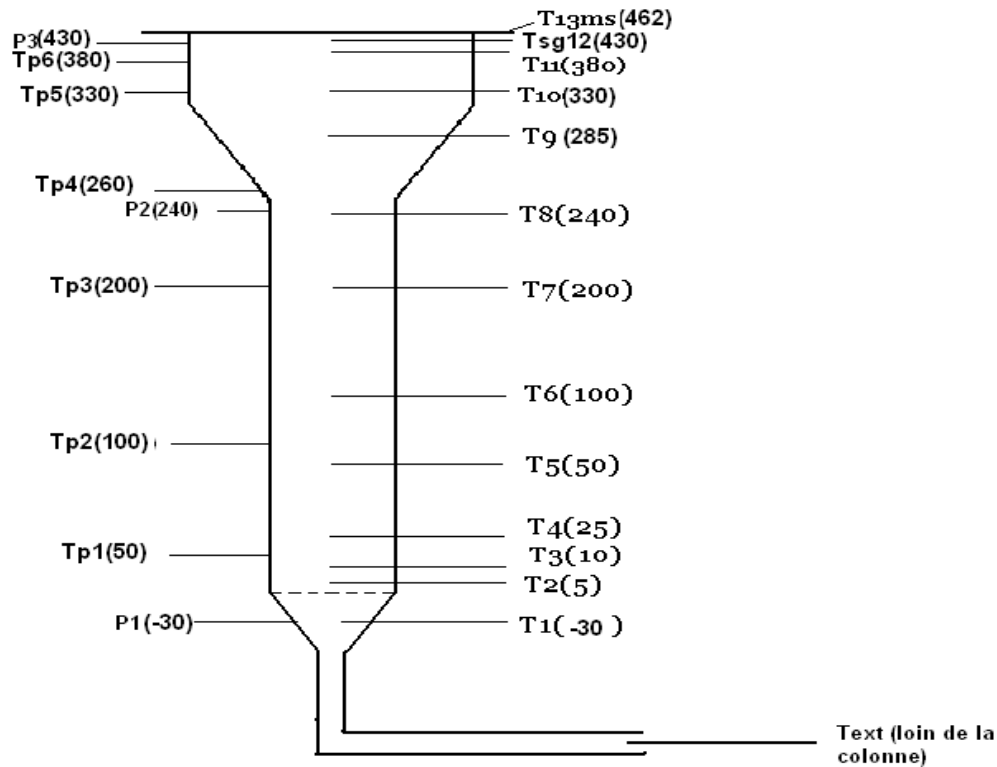 T13ms(462)
P3(430)
Tsg12(430)
Tp6(380)
T11(380)
Tp5(330)
T10(330)
T9 (285)
Tp4(260)
P2(240)
T8(240)
Tp3(200)
T7(200)
T6(100)
Tp2(100)
T5(50)
T4(25)
Tp1(50)
T3(10)
T2(5)
P1(-30)
T1( -30 )
Text (loin de la
colonne)